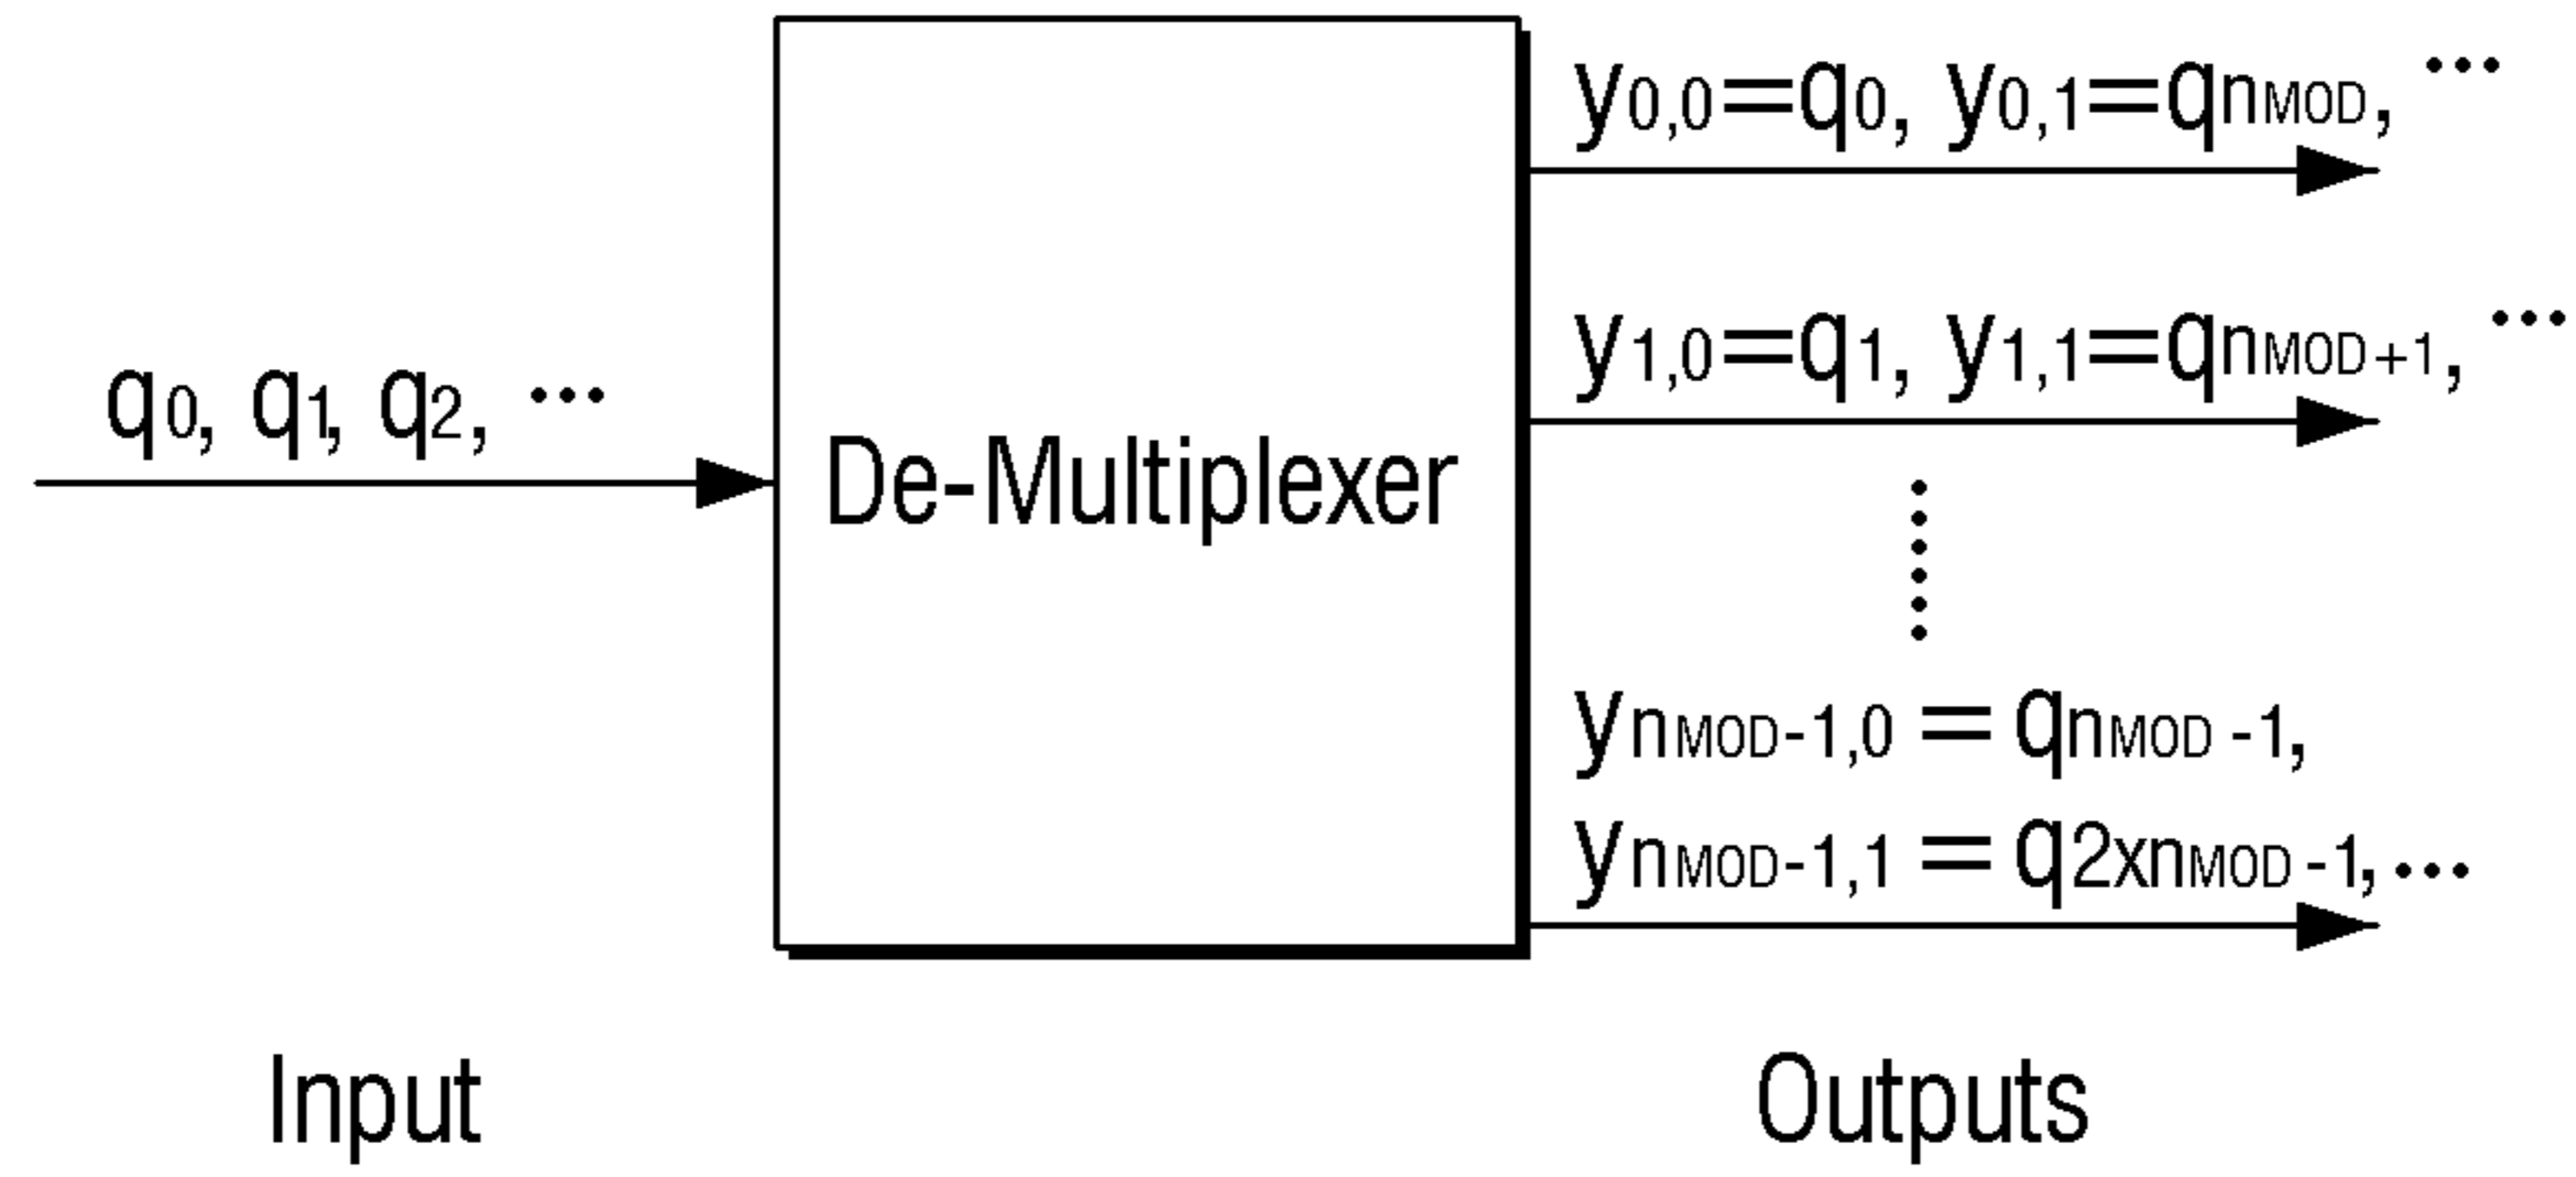 y0,0=q0, y0,1=qnMOD, ...
y1,0=q1, y1,1=qnMOD+1, ...
q0, q1, q2, ...
De-Multiplexer
ynMOD-1,0 = qnMOD -1,
ynMOD-1,1 = q2xnMOD -1, ...
Input
Outputs